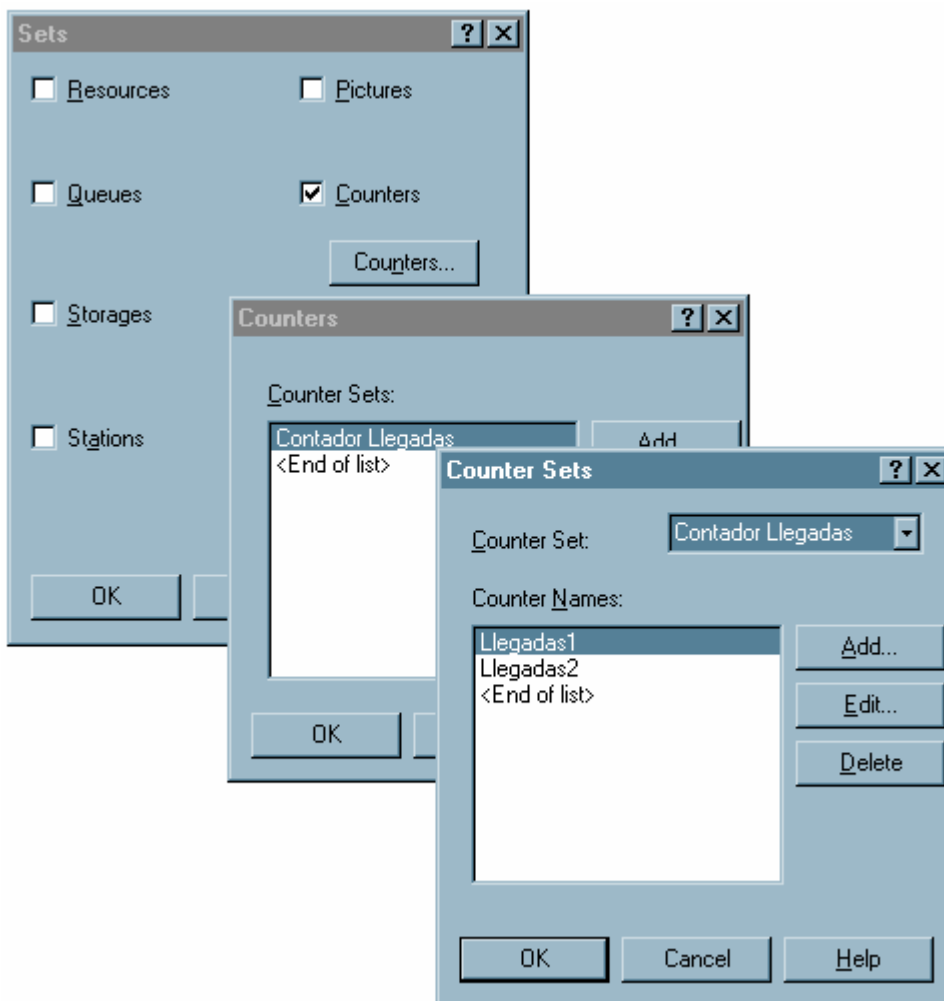 Sets
Resources
Pictures
Queues
Counters
Counters...
Storages
Stations
OK
Counters
Counter Sets:
Contador Llegadas
<End of list>
Add
OK
Counter Sets
Counter Set:
Contador Llegadas
Counter Names:
Llegadas1
Llegadas2
<End of list>
Add...
Edit...
Delete
OK
Cancel
Help